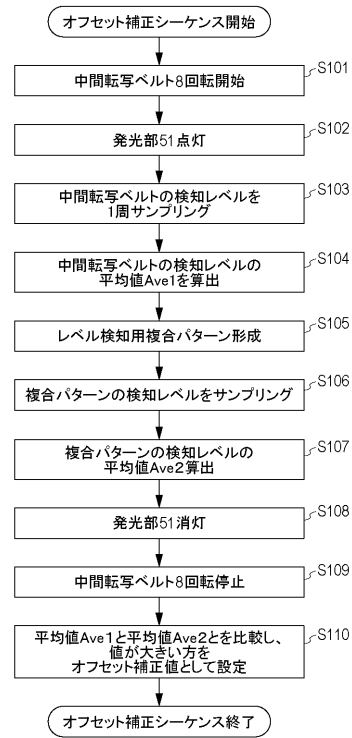 オフセット補正シーケンス開始
中間転写ベルト8回転開始
S101
発光部51点灯
S102
中間転写ベルトの検知レベルを
1周サンプリング
S103
中間転写ベルトの検知レベルの
平均値Ave1を算出
S104
レベル検知用複合パターン形成
S105
複合パターンの検知レベルをサンプリング
S106
複合パターンの検知レベルの
平均値Ave2算出
S107
発光部51消灯
S108
中間転写ベルト8回転停止
S109
平均値Ave1と平均値Ave2とを比較し、
値が大きい方を
オフセット補正値として設定
S110
オフセット補正シーケンス終了